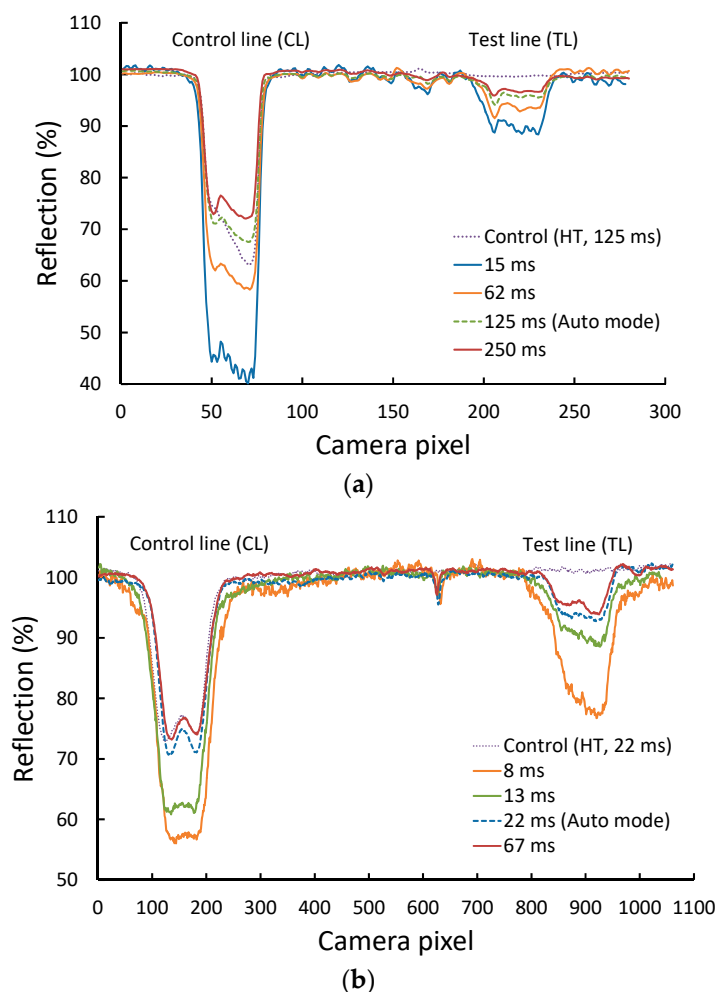 110
Control line (CL) Test line (TL)
100
90
80
70
60
50
40
Reflection (%)
Control (HT, 125 ms)
15 ms
62 ms
125 ms (Auto mode)
250 ms
0 50 100 150 200 250 300
Camera pixel
(a)
110
Control line (CL) Test line (TL)
100
90
80
70
60
50
Reflection (%)
Control (HT, 22 ms)
8 ms
13 ms
22 ms (Auto mode)
67 ms
0 100 200 300 400 500 600 700 800 900 1000 1100
Camera pixel
(b)